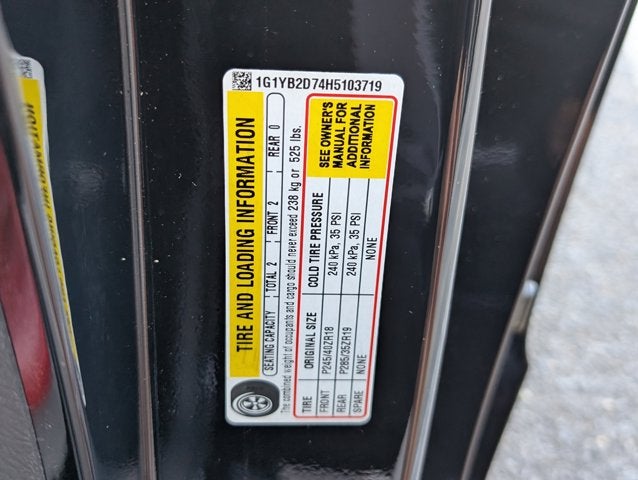 1G1YB2D74H5103719
TIRE AND LOADING INFORMATION
SEATING CAPACITY | TOTAL 2 | FRONT 2 | REAR 0
The combined weight of occupants and cargo should never exceed 238 kg or 525 lbs.
TIRE ORIGINAL SIZE COLD TIRE PRESSURE
FRONT P245/40ZR18 240 kPa, 35 PSI
REAR P285/35ZR19 240 kPa, 35 PSI
SPARE NONE NONE
SEE OWNER'S
MANUAL FOR
ADDITIONAL
INFORMATION